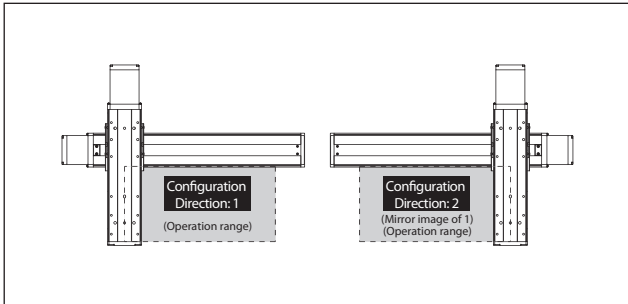 Configuration
Direction: 1
(Operation range)
Configuration
Direction: 2
(Mirror image of 1)
(Operation range)